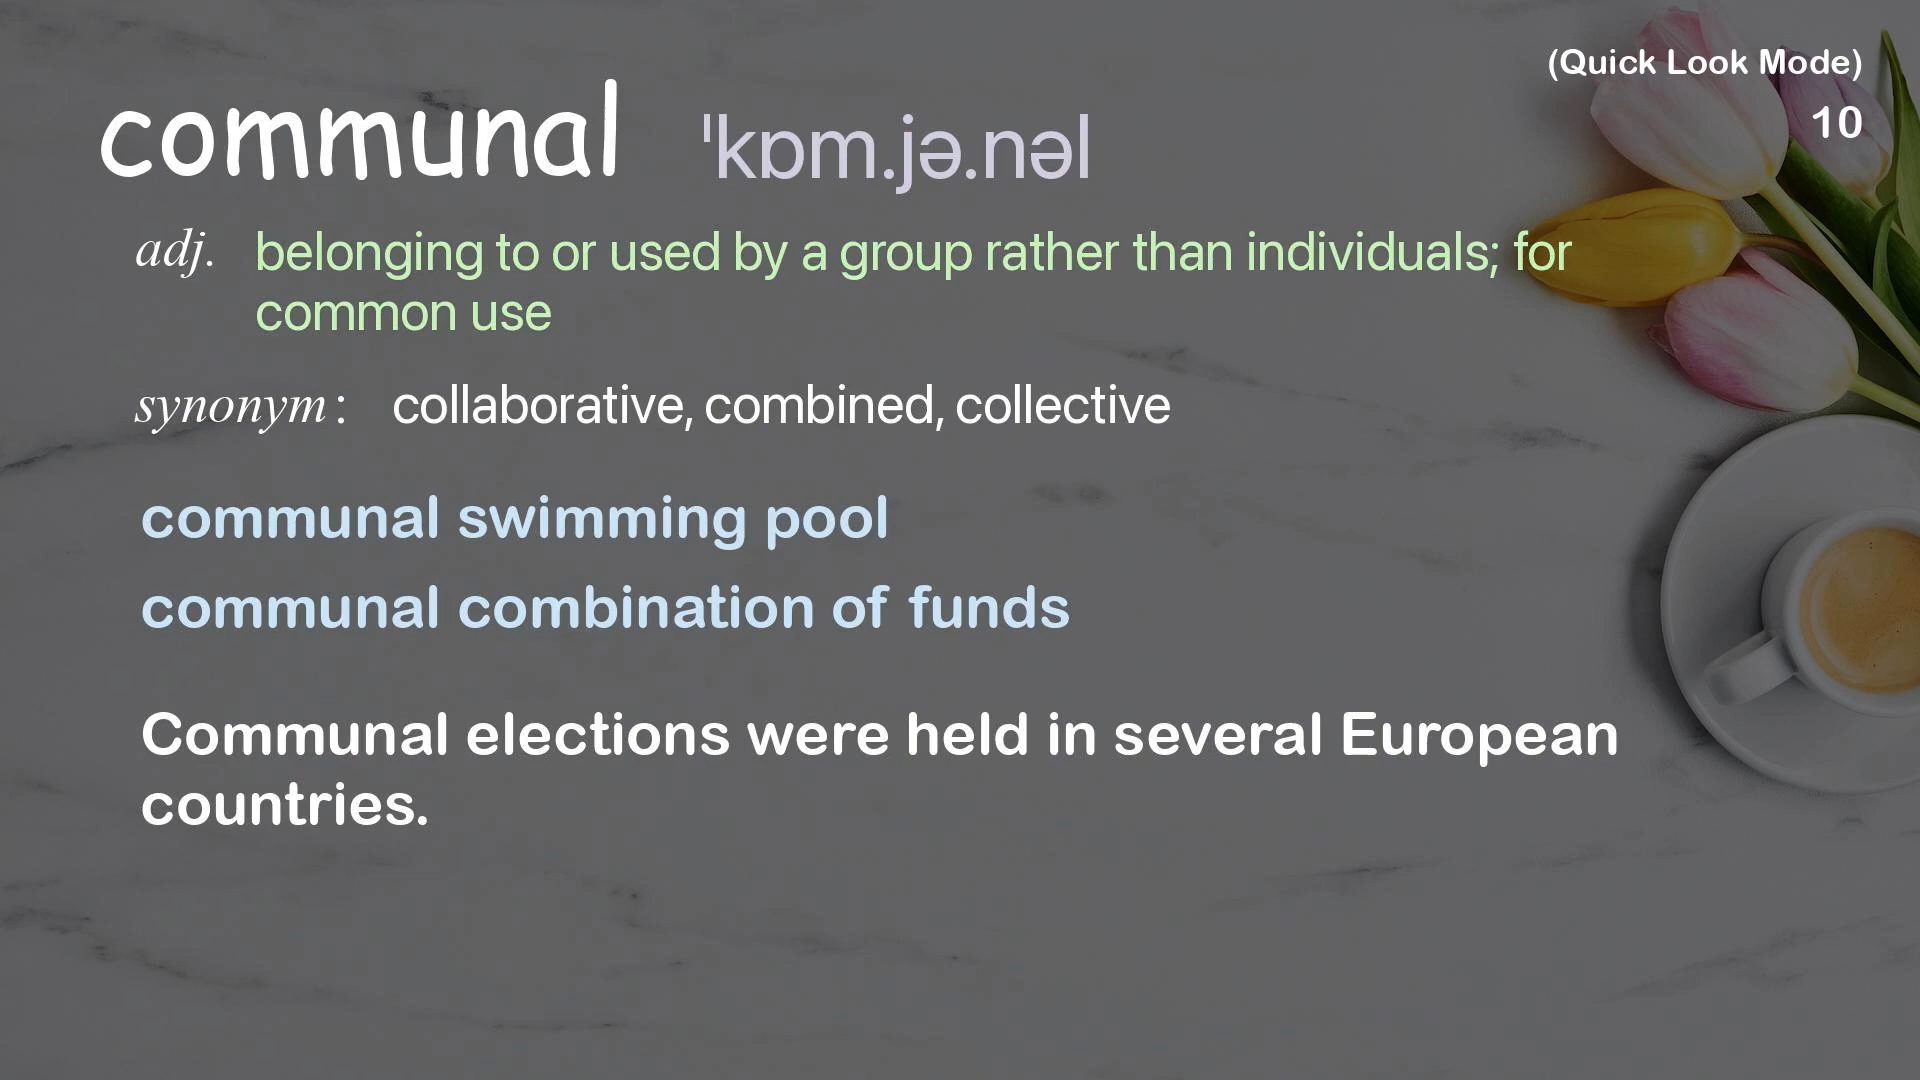 (Quick Look Mode)
10
communal ˈkɒm.jə.nəl
adj. belonging to or used by a group rather than individuals; for
common use
synonym: collaborative, combined, collective
communal swimming pool
communal combination of funds
Communal elections were held in several European
countries.